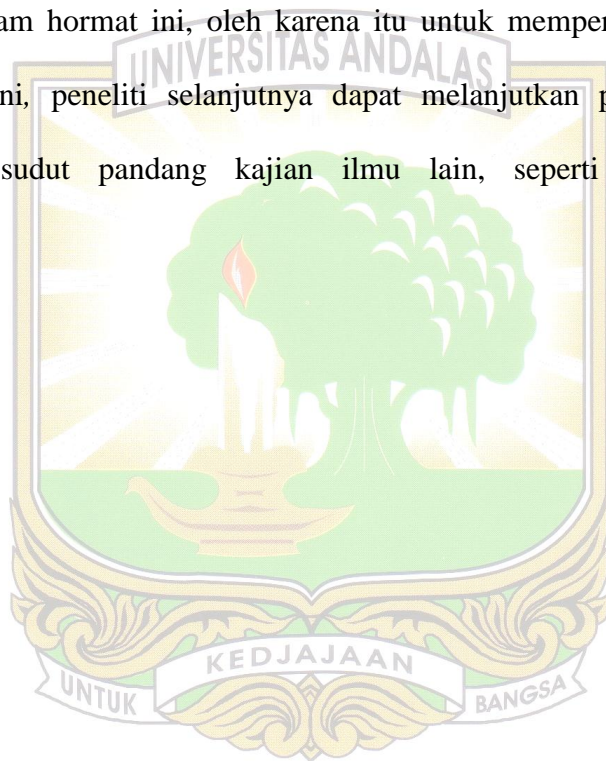 am hormat ini, oleh karena itu untuk memper
UNIVERSITAS ANDALAS
ni, peneliti selanjutnya dapat melanjutkan p
sudut pandang kajian ilmu lain, seperti
KEDJAJAAN
UNTUK BANGSA